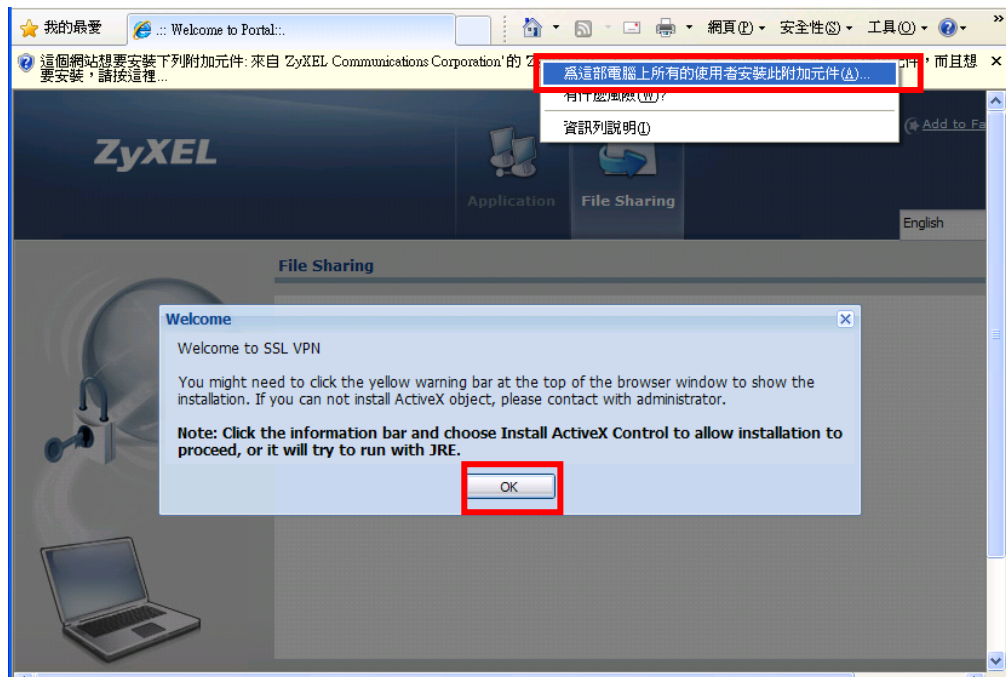 我的最愛
.:: Welcome to Portal::.
網頁(P)
安全性(S)
工具(O)
»
這個網站想要安裝下列附加元件: 來自 'ZyXEL Communications Corporation' 的
件，而且想
要安裝，請按這裡...
為這部電腦上所有的使用者安裝此附加元件(A)...
有什麼風險(W)?
資訊列說明(I)
ZyXEL
Application
File Sharing
Add to Fa
English
File Sharing
Welcome
Welcome to SSL VPN
You might need to click the yellow warning bar at the top of the browser window to show the
installation. If you can not install ActiveX object, please contact with administrator.
Note: Click the information bar and choose Install ActiveX Control to allow installation to
proceed, or it will try to run with JRE.
OK